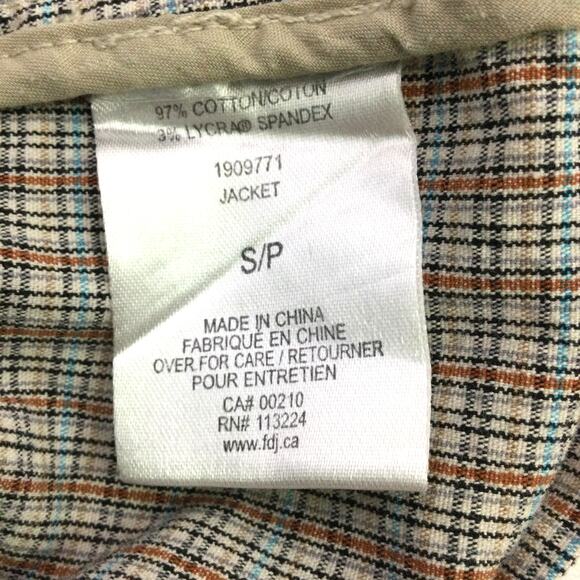 97% COTTON/COTON
3% LYCRA® SPANDEX
1909771
JACKET
S/P
MADE IN CHINA
FABRIQUÉ EN CHINE
OVER FOR CARE / RETOURNER
POUR ENTRETIEN
CA# 00210
RN# 113224
www.fdj.ca